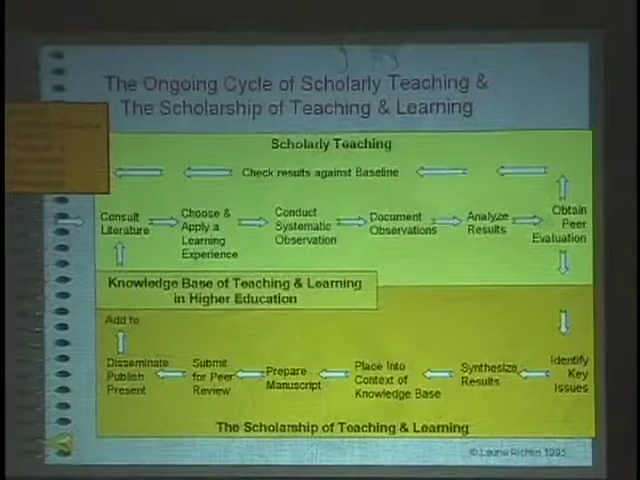 The Ongoing Cycle of Scholarly Teaching &
The Scholarship of Teaching & Learning
Scholarly Teaching
Check results against Baseline
Consult
Literature
Choose &
Apply a
Learning
Experience
Conduct
Systematic
Observation
Document
Observations
Analyze
Results
Obtain
Peer
Evaluation
Knowledge Base of Teaching & Learning
in Higher Education
Add to
Disseminate
Publish
Present
Submit
for Peer
Review
Prepare
Manuscript
Place Into
Context of
Knowledge Base
Synthesize
Results
Identify
Key
Issues
The Scholarship of Teaching & Learning
© Laurie Richlin 1993